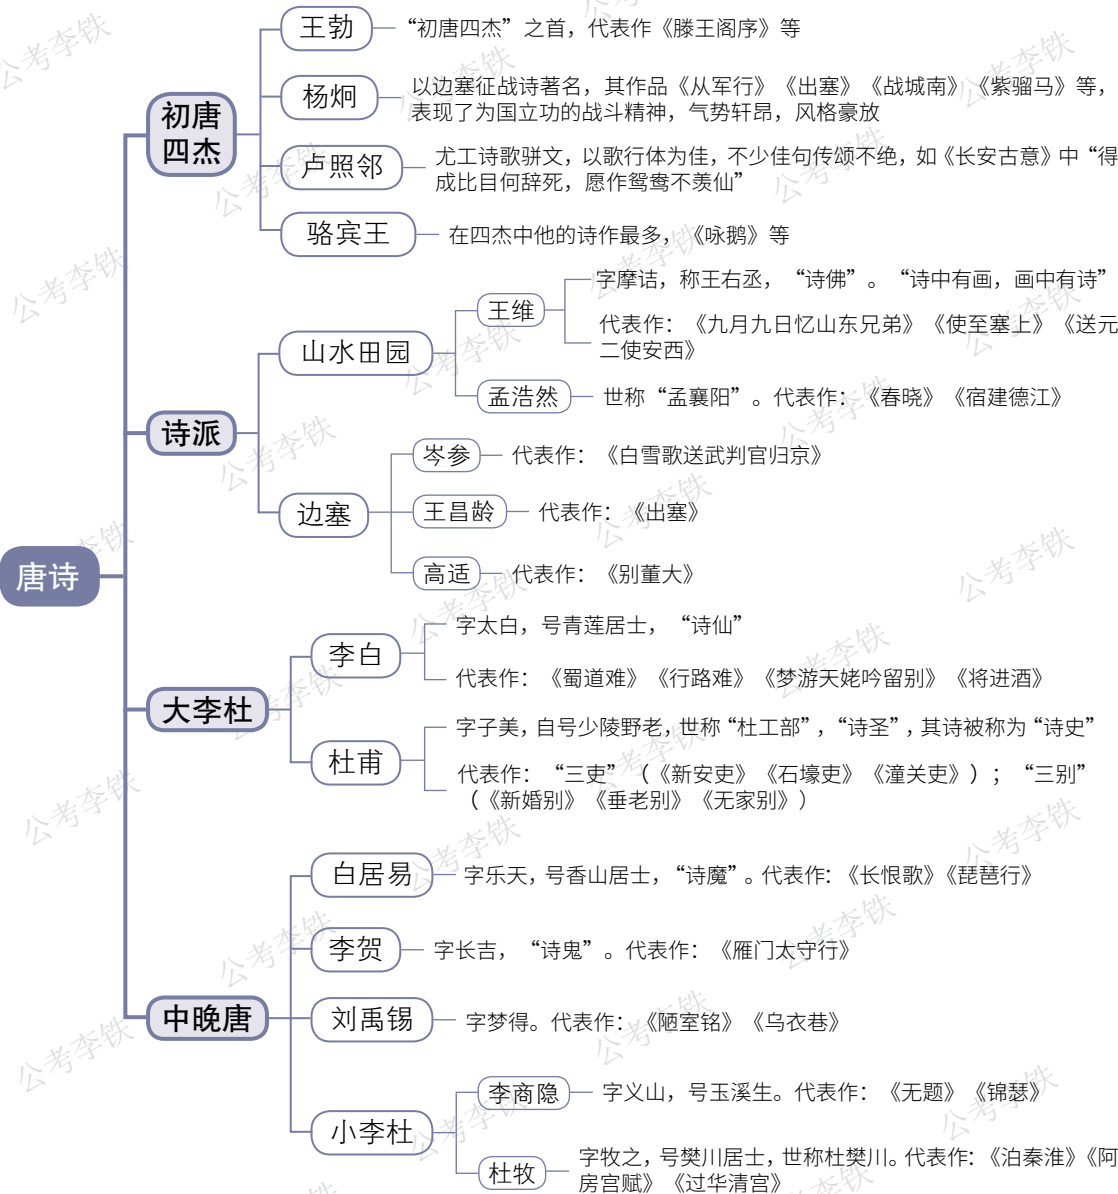 唐诗
初唐
四杰
王勃
“初唐四杰”之首，代表作《滕王阁序》等
杨炯
以边塞征战诗著名，其作品《从军行》《出塞》《战城南》《紫骝马》等，
表现了为国立功的战斗精神，气势轩昂，风格豪放
卢照邻
尤工诗歌骈文，以歌行体为佳，不少佳句传颂不绝，如《长安古意》中“得
成比目何辞死，愿作鸳鸯不羡仙”
骆宾王
在四杰中他的诗作最多，《咏鹅》等
诗派
山水田园
王维
字摩诘，称王右丞，“诗佛”。“诗中有画，画中有诗”
代表作：《九月九日忆山东兄弟》《使至塞上》《送元
二使安西》
孟浩然
世称“孟襄阳”。代表作：《春晓》《宿建德江》
边塞
岑参
代表作：《白雪歌送武判官归京》
王昌龄
代表作：《出塞》
高适
代表作：《别董大》
大李杜
李白
字太白，号青莲居士，“诗仙”
代表作：《蜀道难》《行路难》《梦游天姥吟留别》《将进酒》
杜甫
字子美，自号少陵野老，世称“杜工部”，“诗圣”，其诗被称为“诗史”
代表作：“三吏”（《新安吏》《石壕吏》《潼关吏》）；“三别”
（《新婚别》《垂老别》《无家别》）
中晚唐
白居易
字乐天，号香山居士，“诗魔”。代表作：《长恨歌》《琵琶行》
李贺
字长吉，“诗鬼”。代表作：《雁门太守行》
刘禹锡
字梦得。代表作：《陋室铭》《乌衣巷》
小李杜
李商隐
字义山，号玉溪生。代表作：《无题》《锦瑟》
杜牧
字牧之，号樊川居士，世称杜樊川。代表作：《泊秦淮》《阿
房宫赋》《过华清宫》
公考李铁